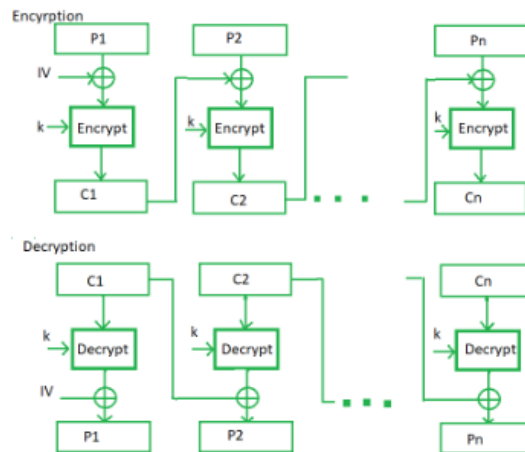 Encyrption
P1 P2 Pn
IV
k Encrypt k Encrypt k Encrypt
C1 C2 Cn
Decryption
C1 C2 Cn
k Decrypt k Decrypt k Decrypt
IV
P1 P2 Pn